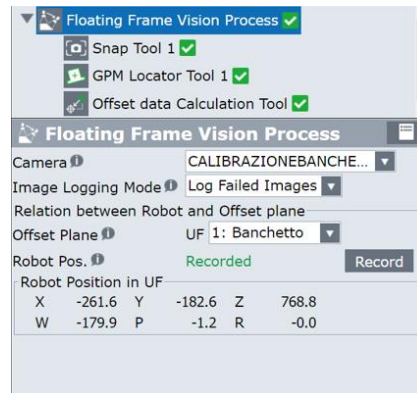 Floating Frame Vision Process
Snap Tool 1
GPM Locator Tool 1
Offset data Calculation Tool
Floating Frame Vision Process
Camera CALIBRAZIONEBANCHE...
Image Logging Mode Log Failed Images
Relation between Robot and Offset plane
Offset Plane UF 1: Banchetto
Robot Pos. Recorded Record
Robot Position in UF
X -261.6 Y -182.6 Z 768.8
W -179.9 P -1.2 R -0.0